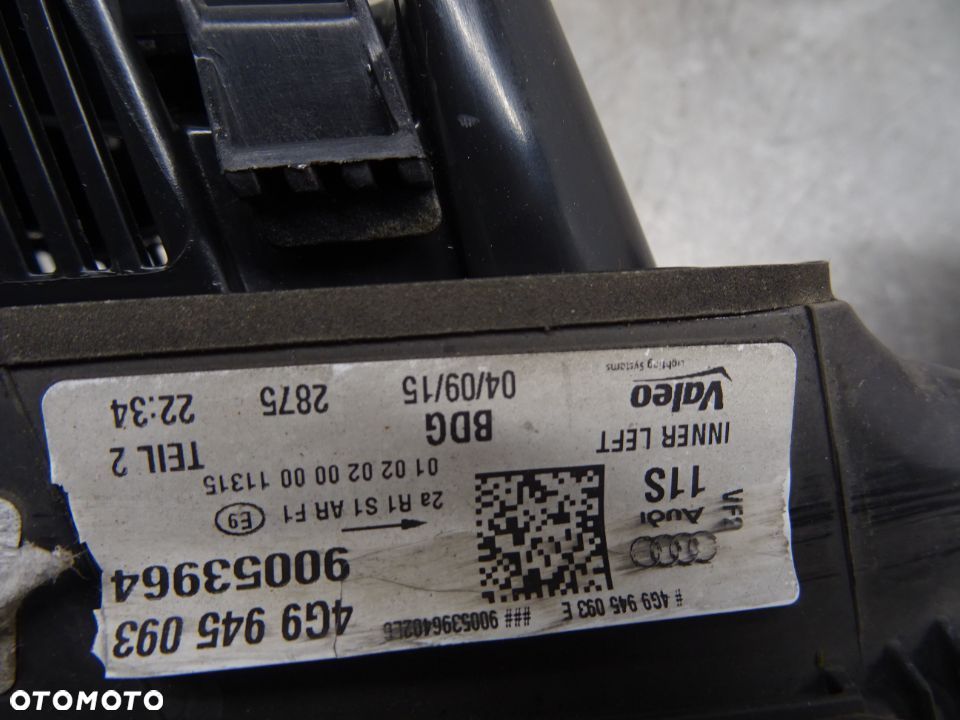 # 4G9 945 093 E ### 9005396402L6
4G9 945 093
90053964
Audi
11S
INNER LEFT
Valeo
Lighting Systems
E9
2a R1 S1 AR F1
01 02 02 00 00 11315
BDG
TEIL 2
04/09/15
2875
22:34
OTOMOTO